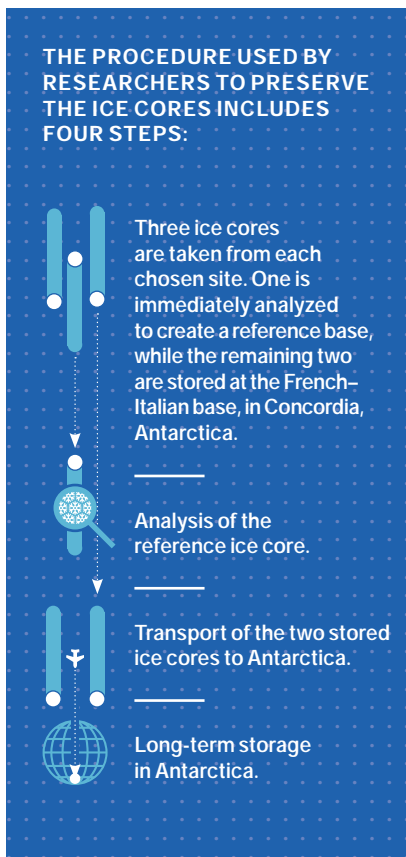 THE PROCEDURE USED BY
RESEARCHERS TO PRESERVE
THE ICE CORES INCLUDES
FOUR STEPS:
Three ice cores
are taken from each
chosen site. One is
immediately analyzed
to create a reference base,
while the remaining two
are stored at the French–
Italian base, in Concordia,
Antarctica.
Analysis of the
reference ice core.
Transport of the two stored
ice cores to Antarctica.
Long-term storage
in Antarctica.